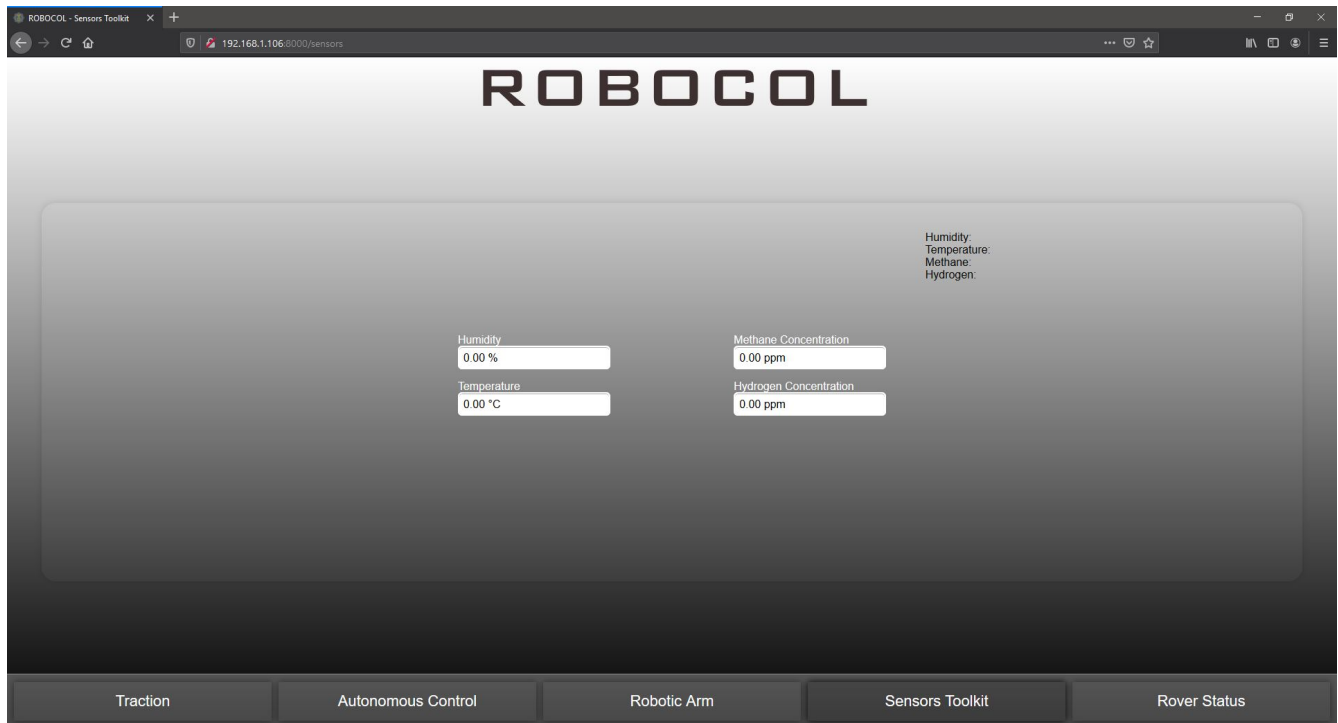 ROBOCOL - Sensors Toolkit
192.168.1.106:8000/sensors
ROBOCOL
Humidity:
Temperature:
Methane:
Hydrogen:
Humidity
0.00 %
Temperature
0.00 °C
Methane Concentration
0.00 ppm
Hydrogen Concentration
0.00 ppm
Traction
Autonomous Control
Robotic Arm
Sensors Toolkit
Rover Status